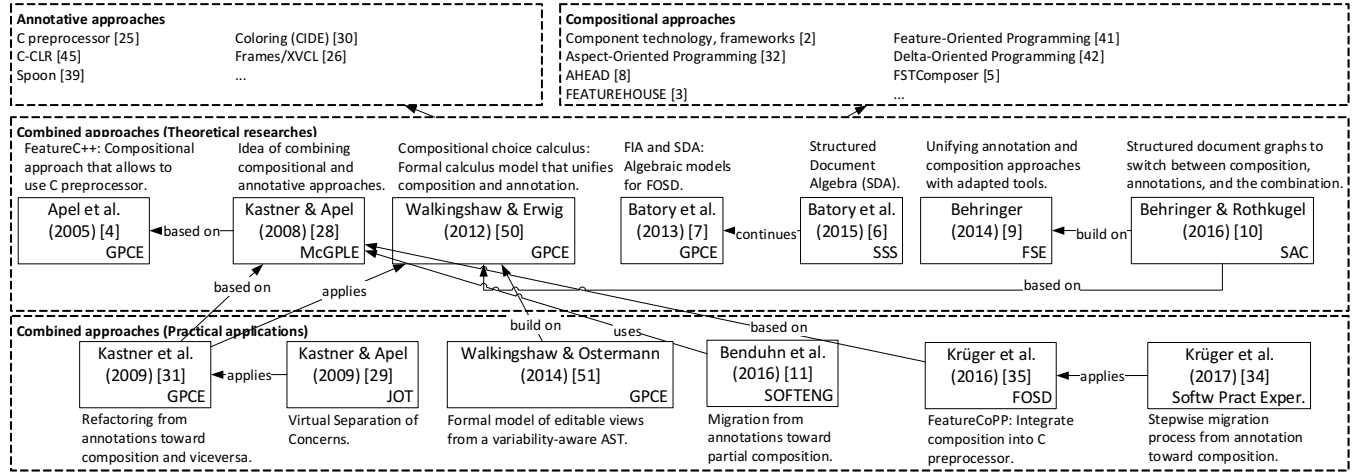 Annotative approaches
C preprocessor [25]
C-CLR [45]
Spoon [39]
Coloring (CIDE) [30]
Frames/XVCL [26]
...
Compositional approaches
Component technology, frameworks [2]
Aspect-Oriented Programming [32]
AHEAD [8]
FEATUREHOUSE [3]
Feature-Oriented Programming [41]
Delta-Oriented Programming [42]
FSTComposer [5]
...
Combined approaches (Theoretical researches)
FeatureC++: Compositional
approach that allows to
use C preprocessor.
Apel et al.
(2005) [4]
GPCE
based on
Idea of combining
compositional and
annotative approaches.
Kastner & Apel
(2008) [28]
McGPLE
Compositional choice calculus:
Formal calculus model that unifies
composition and annotation.
Walkingshaw & Erwig
(2012) [50]
GPCE
FIA and SDA:
Algebraic models
for FOSD.
Batory et al.
(2013) [7]
GPCE
continues
Structured
Document
Algebra (SDA).
Batory et al.
(2015) [6]
SSS
Unifying annotation and
composition approaches
with adapted tools.
Behringer
(2014) [9]
FSE
build on
Structured document graphs to
switch between composition,
annotations, and the combination.
Behringer & Rothkugel
(2016) [10]
SAC
based on
applies
based on
Combined approaches (Practical applications)
build on
uses
based on
Kastner et al.
(2009) [31]
GPCE
Refactoring from
annotations toward
composition and viceversa.
applies
Kastner & Apel
(2009) [29]
JOT
Virtual Separation of
Concerns.
Walkingshaw & Ostermann
(2014) [51]
GPCE
Formal model of editable views
from a variability-aware AST.
Benduhn et al.
(2016) [11]
SOFTENG
Migration from
annotations toward
partial composition.
Krüger et al.
(2016) [35]
FOSD
FeatureCoPP: Integrate
composition into C
preprocessor.
applies
Krüger et al.
(2017) [34]
Softw Pract Exper.
Stepwise migration
process from annotation
toward composition.